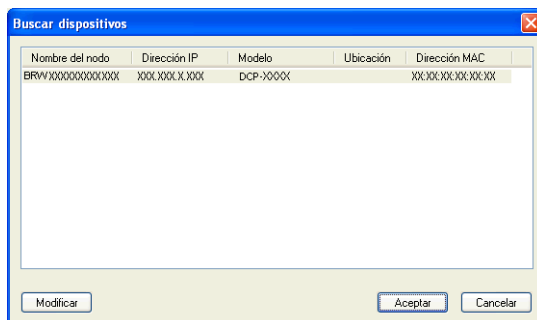 Buscar dispositivos
Nombre del nodo Dirección IP Modelo Ubicación Dirección MAC
BRWXXXXXXXXXXXX XXX.XXX.X.XXX DCP-XXXX XX:XX:XX:XX:XX:XX
Modificar Aceptar Cancelar